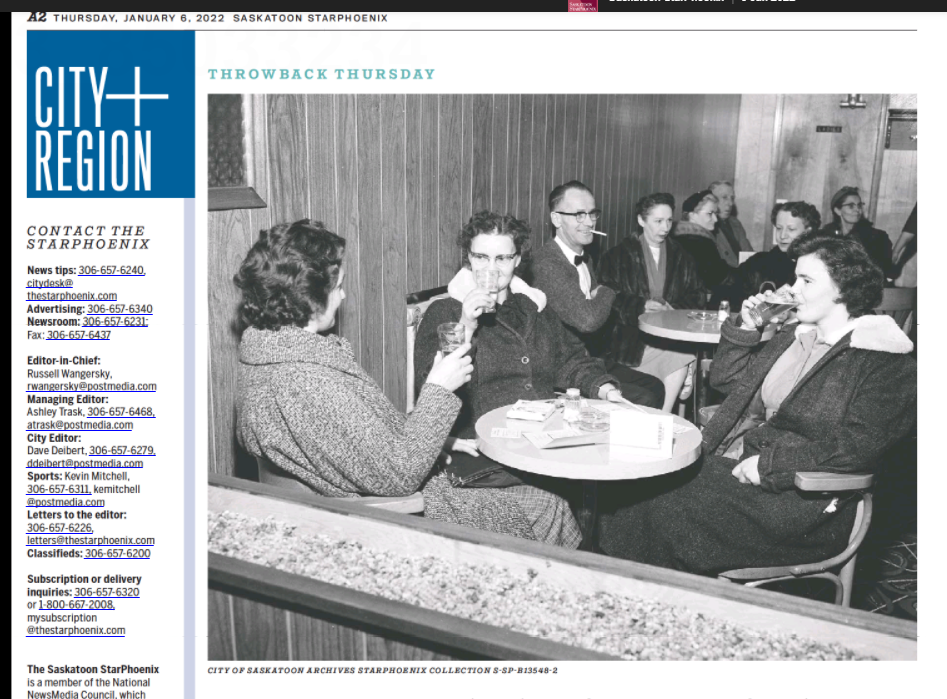 A2 THURSDAY, JANUARY 6, 2022 SASKATOON STARPHOENIX
CITY+
REGION
CONTACT THE
STARPHOENIX
News tips: 306-657-6240,
citydesk@
thestarphoenix.com
Advertising: 306-657-6340
Newsroom: 306-657-6231;
Fax: 306-657-6437
Editor-in-Chief:
Russell Wangersky,
rwangersky@postmedia.com
Managing Editor:
Ashley Trask, 306-657-6468,
atrask@postmedia.com
City Editor:
Dave Deibert, 306-657-6279,
ddeibert@postmedia.com
Sports: Kevin Mitchell,
306-657-6311, kemitchell
@postmedia.com
Letters to the editor:
306-657-6226,
letters@thestarphoenix.com
Classifieds: 306-657-6200
Subscription or delivery
inquiries: 306-657-6320
or 1-800-667-2008,
mysubscription
@thestarphoenix.com
The Saskatoon StarPhoenix
is a member of the National
NewsMedia Council, which
THROWBACK THURSDAY
CITY OF SASKATOON ARCHIVES STARPHOENIX COLLECTION S-SP-B13548-2